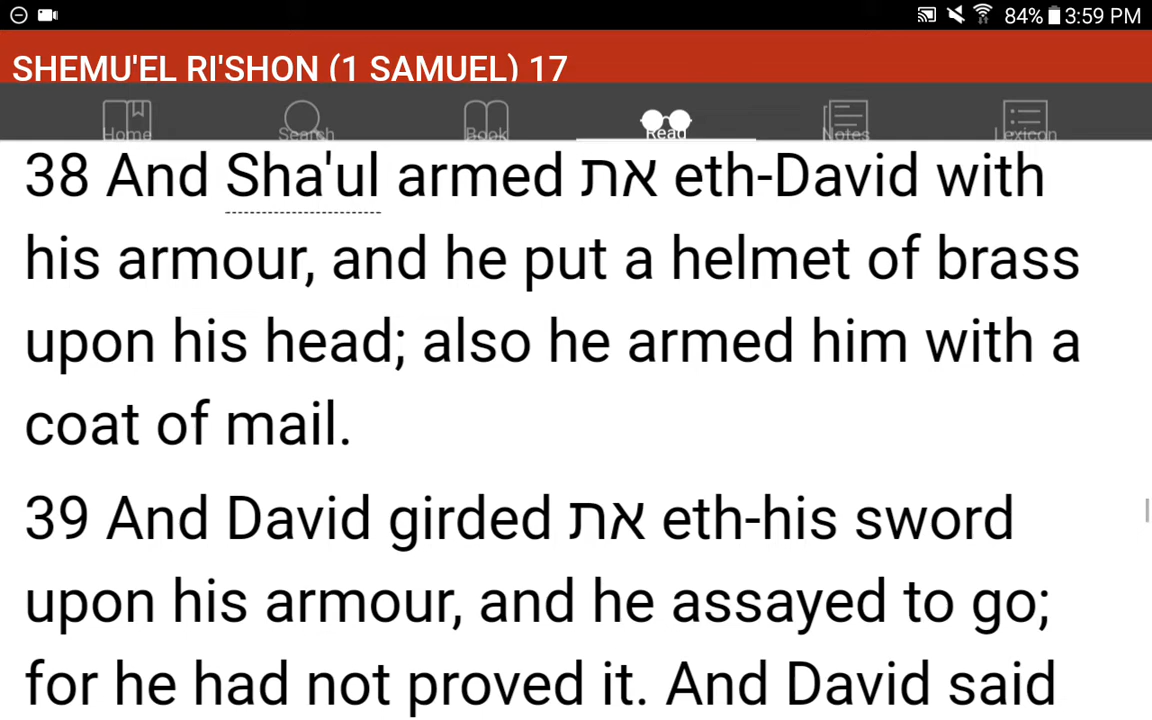 84% 3:59 PM
SHEMU'EL RI'SHON (1 SAMUEL) 17
Home Search Book Read Notes Lexicon
38 And Sha'ul armed את eth-David with
his armour, and he put a helmet of brass
upon his head; also he armed him with a
coat of mail.
39 And David girded את eth-his sword
upon his armour, and he assayed to go;
for he had not proved it. And David said